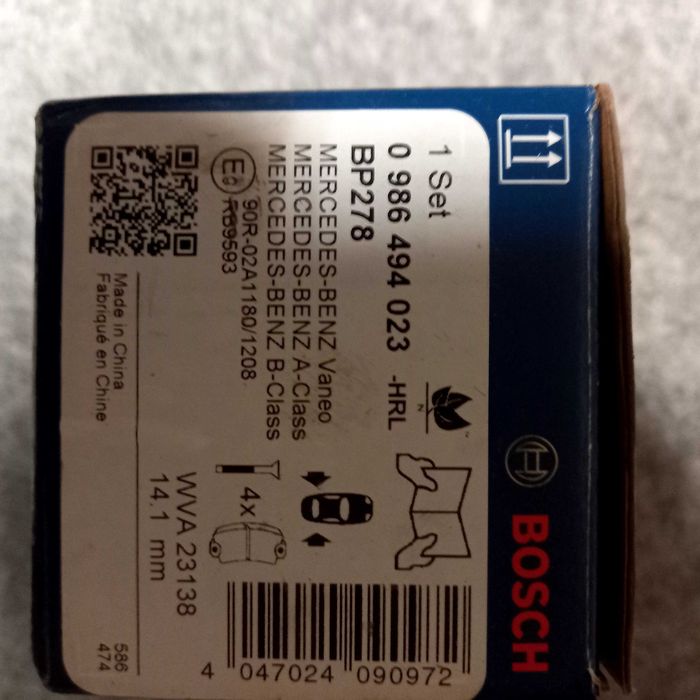 BOSCH
1 Set
0 986 494 023 -HRL
BP278
N
MERCEDES-BENZ Vaneo
MERCEDES-BENZ A-Class
MERCEDES-BENZ B-Class
90R-02A1180/1208
RB9593
4x
WVA 23138
14.1 mm
Made in China
Fabriqué en Chine
586
474
4 047024 090972